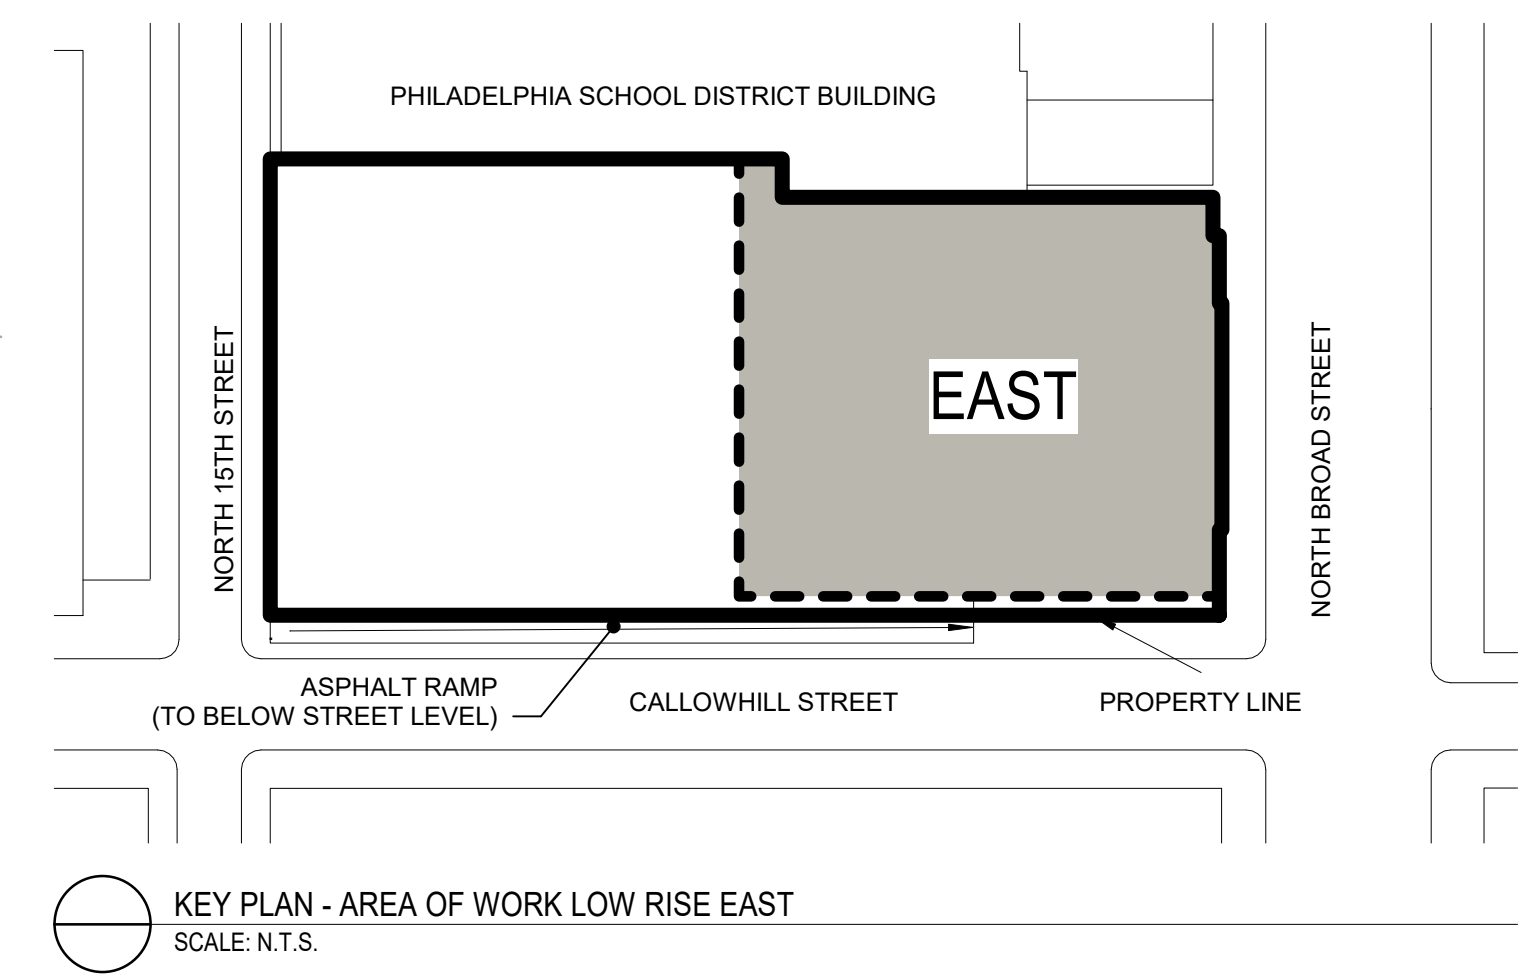 PHILADELPHIA SCHOOL DISTRICT BUILDING
NORTH 15TH STREET
EAST
NORTH BROAD STREET
ASPHALT RAMP
(TO BELOW STREET LEVEL)
CALLOWHILL STREET
PROPERTY LINE
KEY PLAN - AREA OF WORK LOW RISE EAST
SCALE: N.T.S.